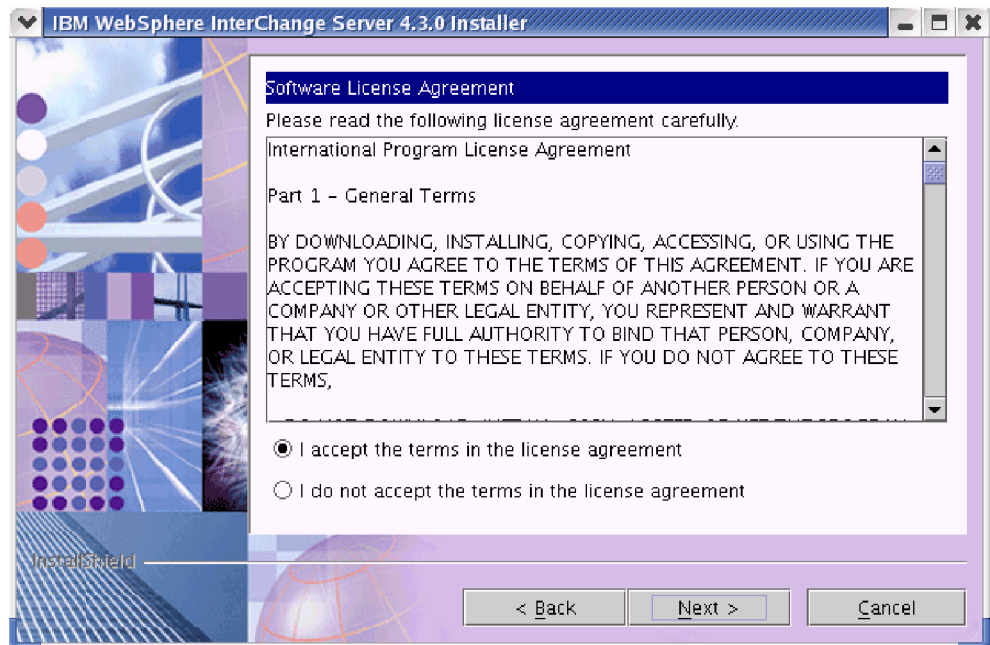 IBM WebSphere InterChange Server 4.3.0 Installer
Software License Agreement
Please read the following license agreement carefully.
International Program License Agreement
Part 1 – General Terms
BY DOWNLOADING, INSTALLING, COPYING, ACCESSING, OR USING THE
PROGRAM YOU AGREE TO THE TERMS OF THIS AGREEMENT. IF YOU ARE
ACCEPTING THESE TERMS ON BEHALF OF ANOTHER PERSON OR A
COMPANY OR OTHER LEGAL ENTITY, YOU REPRESENT AND WARRANT
THAT YOU HAVE FULL AUTHORITY TO BIND THAT PERSON, COMPANY,
OR LEGAL ENTITY TO THESE TERMS. IF YOU DO NOT AGREE TO THESE
TERMS,
I accept the terms in the license agreement
I do not accept the terms in the license agreement
InstallShield
< Back
Next >
Cancel